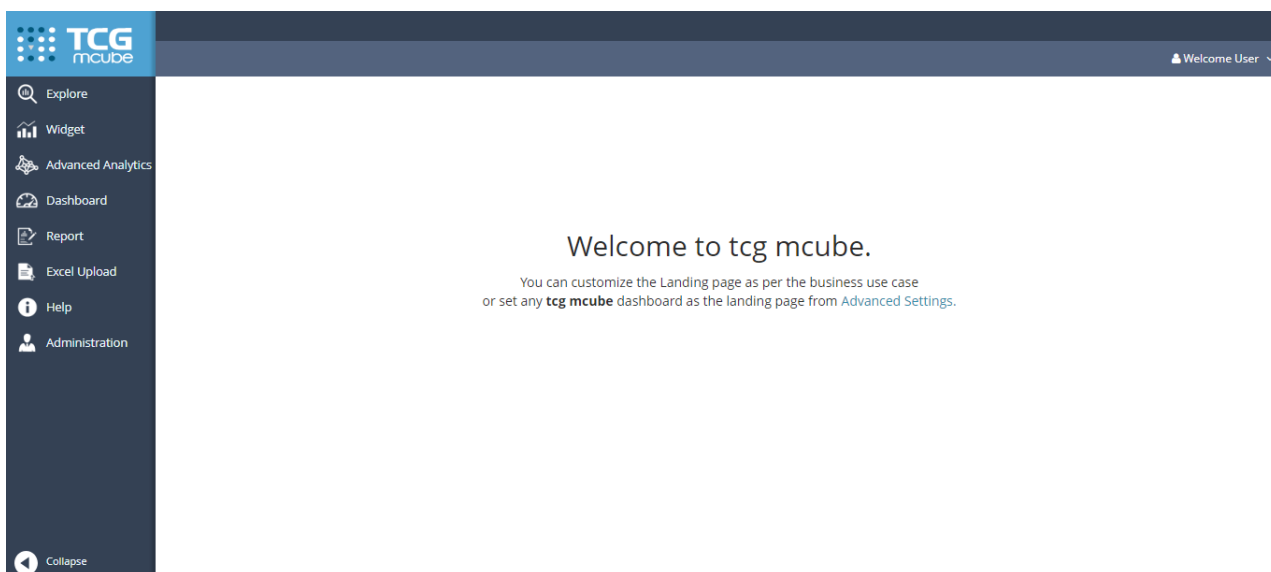 TCG
mcube
Welcome User
Explore
Widget
Advanced Analytics
Dashboard
Report
Excel Upload
Help
Administration
Welcome to tcg mcube.
You can customize the Landing page as per the business use case
or set any tcg mcube dashboard as the landing page from Advanced Settings.
Collapse